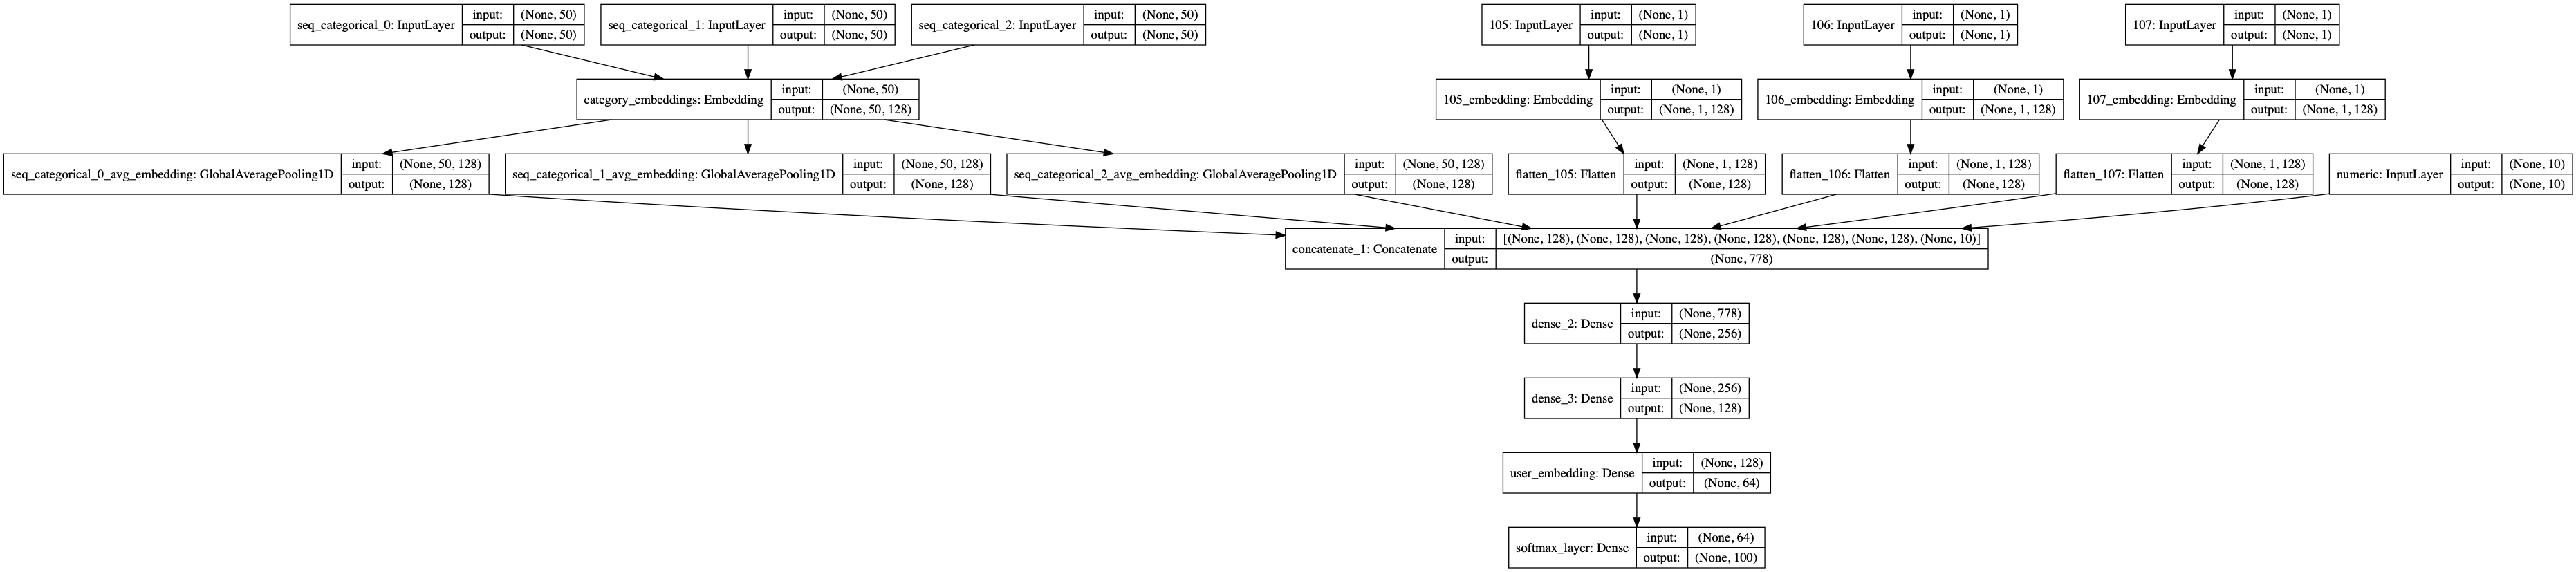 seq_categorical_0: InputLayer
input: (None, 50)
output: (None, 50)
seq_categorical_1: InputLayer
input: (None, 50)
output: (None, 50)
seq_categorical_2: InputLayer
input: (None, 50)
output: (None, 50)
105: InputLayer
input: (None, 1)
output: (None, 1)
106: InputLayer
input: (None, 1)
output: (None, 1)
107: InputLayer
input: (None, 1)
output: (None, 1)
category_embeddings: Embedding
input: (None, 50)
output: (None, 50, 128)
105_embedding: Embedding
input: (None, 1)
output: (None, 1, 128)
106_embedding: Embedding
input: (None, 1)
output: (None, 1, 128)
107_embedding: Embedding
input: (None, 1)
output: (None, 1, 128)
seq_categorical_0_avg_embedding: GlobalAveragePooling1D
input: (None, 50, 128)
output: (None, 128)
seq_categorical_1_avg_embedding: GlobalAveragePooling1D
input: (None, 50, 128)
output: (None, 128)
seq_categorical_2_avg_embedding: GlobalAveragePooling1D
input: (None, 50, 128)
output: (None, 128)
flatten_105: Flatten
input: (None, 1, 128)
output: (None, 128)
flatten_106: Flatten
input: (None, 1, 128)
output: (None, 128)
flatten_107: Flatten
input: (None, 1, 128)
output: (None, 128)
numeric: InputLayer
input: (None, 10)
output: (None, 10)
concatenate_1: Concatenate
input: [(None, 128), (None, 128), (None, 128), (None, 128), (None, 128), (None, 128), (None, 10)]
output: (None, 778)
dense_2: Dense
input: (None, 778)
output: (None, 256)
dense_3: Dense
input: (None, 256)
output: (None, 128)
user_embedding: Dense
input: (None, 128)
output: (None, 64)
softmax_layer: Dense
input: (None, 64)
output: (None, 100)